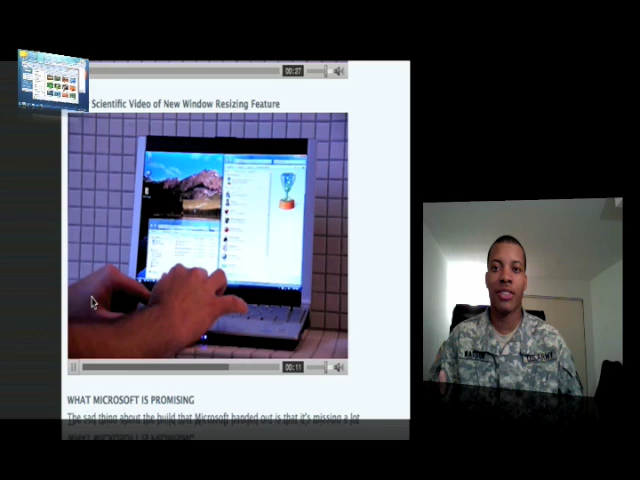 00:27
Scientific Video of New Window Resizing Feature
00:11
WHAT MICROSOFT IS PROMISING
The sad thing about the build that Microsoft handed out is that it's missing a lot
U.S. ARMY